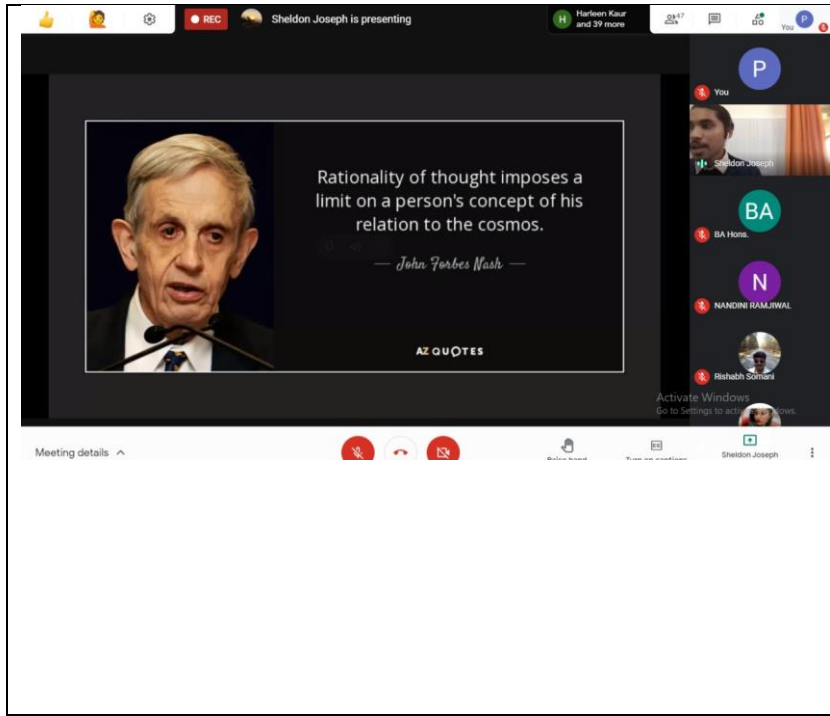 REC
Sheldon Joseph is presenting
H
Harleen Kaur
and 39 more
47
You
P
P
You
Sheldon Joseph
Rationality of thought imposes a
limit on a person's concept of his
relation to the cosmos.
— John Forbes Nash —
AZ QUOTES
BA
BA Hons.
N
NANDINI RAMJIWAL
Rishabh Somani
Activate Windows
Go to Settings to activate Windows.
Meeting details
Raise hand
Turn on captions
Sheldon Joseph